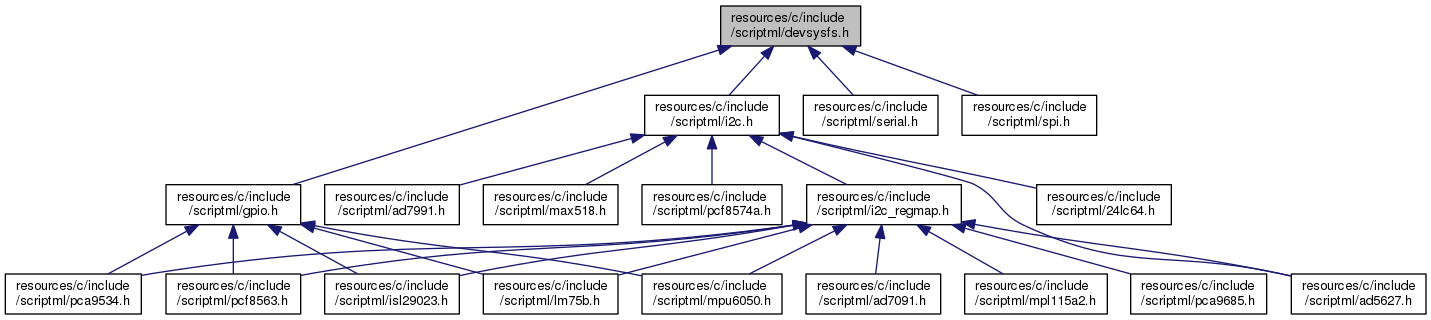 resources/c/include
/scriptml/devsysfs.h
resources/c/include
/scriptml/i2c.h
resources/c/include
/scriptml/serial.h
resources/c/include
/scriptml/spi.h
resources/c/include
/scriptml/gpio.h
resources/c/include
/scriptml/ad7991.h
resources/c/include
/scriptml/max518.h
resources/c/include
/scriptml/pcf8574a.h
resources/c/include
/scriptml/i2c_regmap.h
resources/c/include
/scriptml/24lc64.h
resources/c/include
/scriptml/pca9534.h
resources/c/include
/scriptml/pcf8563.h
resources/c/include
/scriptml/isl29023.h
resources/c/include
/scriptml/lm75b.h
resources/c/include
/scriptml/mpu6050.h
resources/c/include
/scriptml/ad7091.h
resources/c/include
/scriptml/mpl115a2.h
resources/c/include
/scriptml/pca9685.h
resources/c/include
/scriptml/ad5627.h